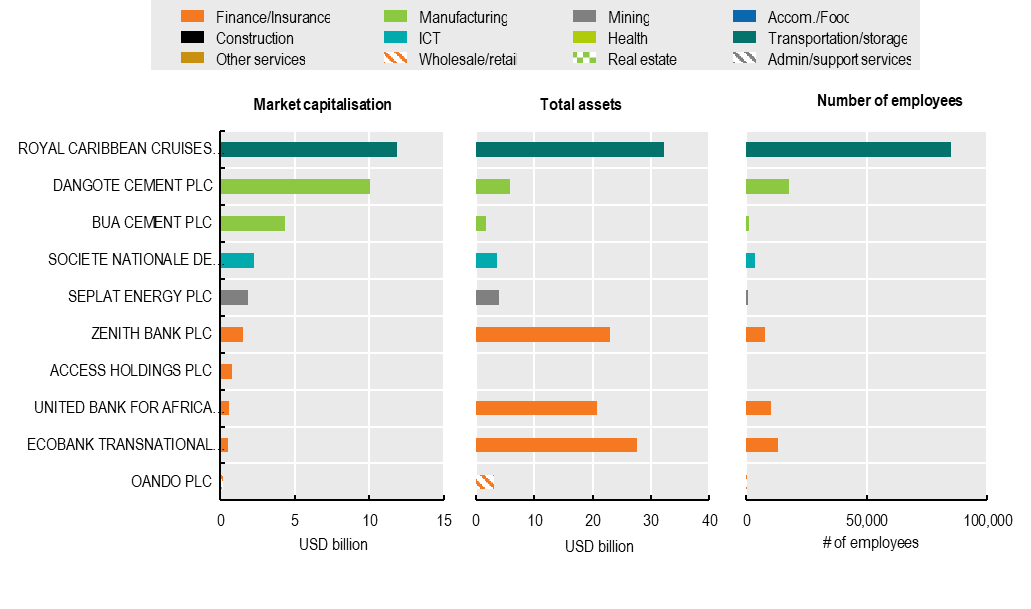 Finance/Insurance Manufacturing Mining Accom./Food
Construction ICT Health Transportation/storage
Other services Wholesale/retail Real estate Admin/support services
Market capitalisation Total assets Number of employees
ROYAL CARIBBEAN CRUISES..
DANGOTE CEMENT PLC
BUA CEMENT PLC
SOCIETE NATIONALE DE..
SEPLAT ENERGY PLC
ZENITH BANK PLC
ACCESS HOLDINGS PLC
UNITED BANK FOR AFRICA..
ECOBANK TRANSNATIONAL..
OANDO PLC
0 5 10 15 0 10 20 30 40 0 50,000 100,000
USD billion USD billion # of employees